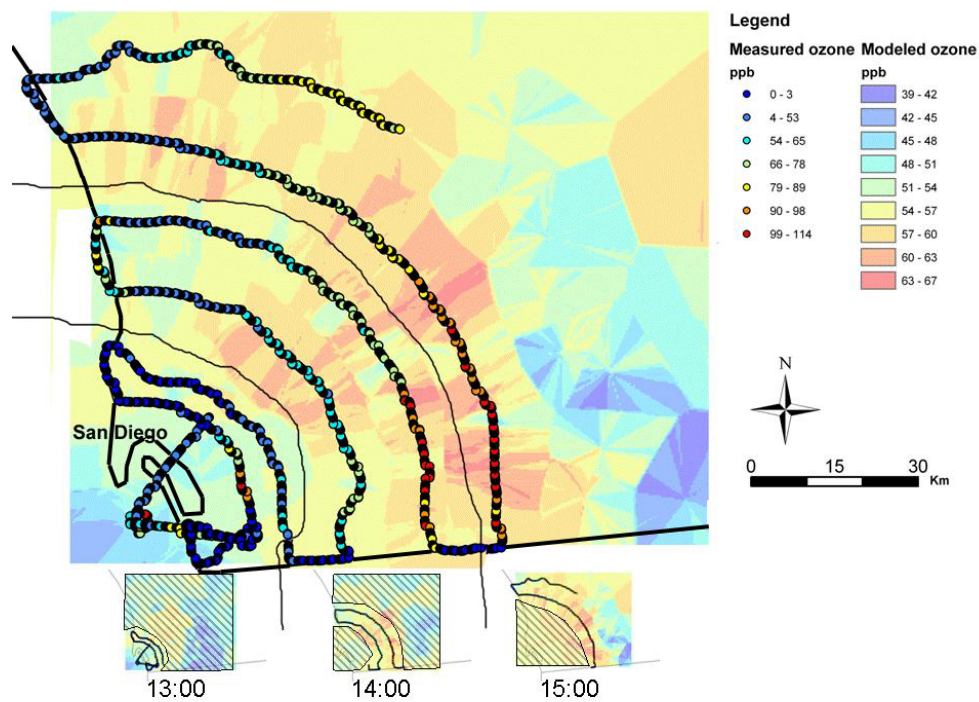 Legend
Measured ozone Modeled ozone
ppb ppb
0 - 3 39 - 42
4 - 53 42 - 45
54 - 65 45 - 48
66 - 78 48 - 51
79 - 89 51 - 54
90 - 98 54 - 57
99 - 114 57 - 60
60 - 63
63 - 67
N
San Diego
0 15 30
Km
13:00 14:00 15:00